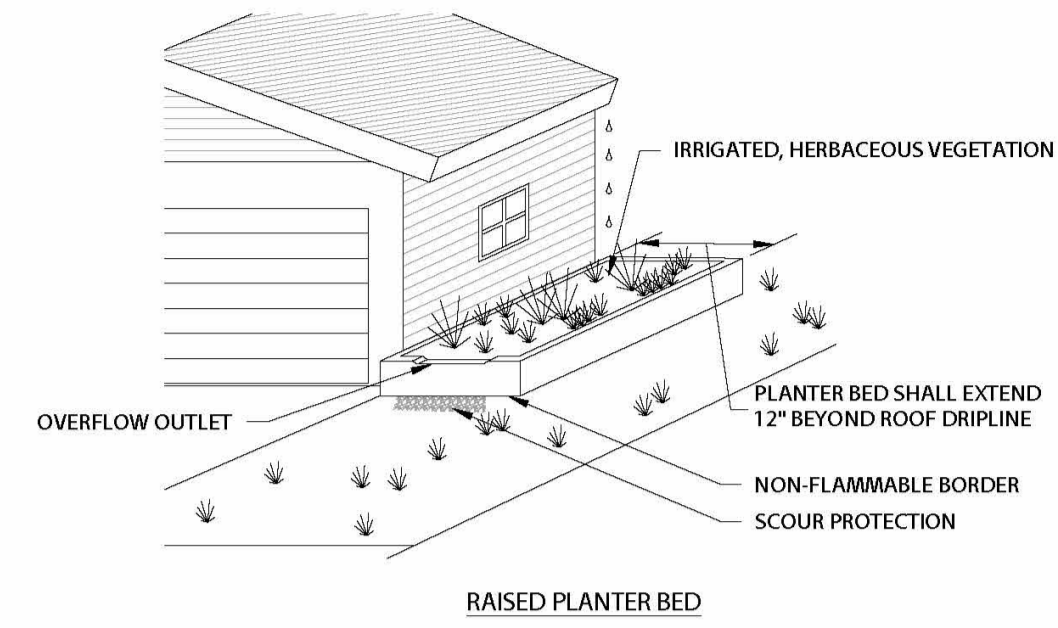 IRRIGATED, HERBACEOUS VEGETATION
OVERFLOW OUTLET
PLANTER BED SHALL EXTEND
12" BEYOND ROOF DRIPLINE
NON-FLAMMABLE BORDER
SCOUR PROTECTION
RAISED PLANTER BED